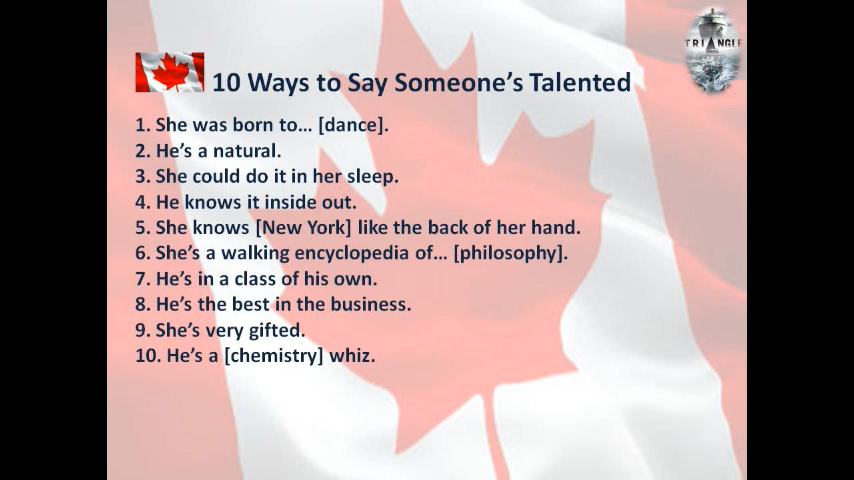 TRIANGLE
10 Ways to Say Someone’s Talented
1. She was born to… [dance].
2. He’s a natural.
3. She could do it in her sleep.
4. He knows it inside out.
5. She knows [New York] like the back of her hand.
6. She’s a walking encyclopedia of… [philosophy].
7. He’s in a class of his own.
8. He’s the best in the business.
9. She’s very gifted.
10. He’s a [chemistry] whiz.